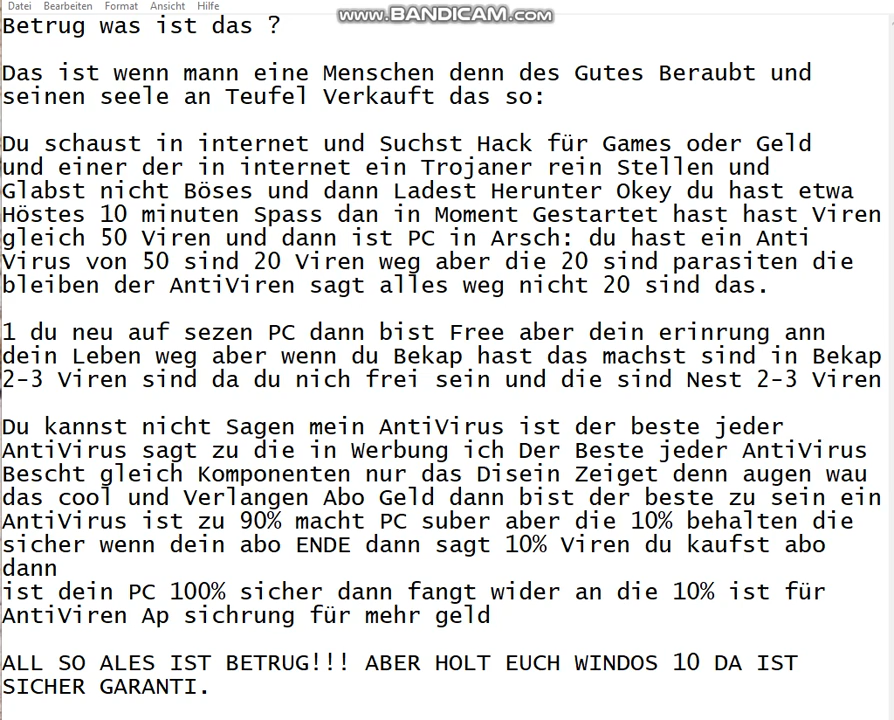 Datei Bearbeiten Format Ansicht Hilfe
www.BANDICAM.com
Betrug was ist das ?
Das ist wenn mann eine Menschen denn des Gutes Beraubt und
seinen seele an Teufel Verkauft das so:
Du schaust in internet und Suchst Hack für Games oder Geld
und einer der in internet ein Trojaner rein Stellen und
Glabst nicht Böses und dann Ladest Herunter Okey du hast etwa
Höstes 10 minuten Spass dan in Moment Gestartet hast hast Viren
gleich 50 Viren und dann ist PC in Arsch: du hast ein Anti
Virus von 50 sind 20 Viren weg aber die 20 sind parasiten die
bleiben der AntiViren sagt alles weg nicht 20 sind das.
1 du neu auf sezen PC dann bist Free aber dein erinrung ann
dein Leben weg aber wenn du Bekap hast das machst sind in Bekap
2-3 Viren sind da du nich frei sein und die sind Nest 2-3 Viren
Du kannst nicht Sagen mein AntiVirus ist der beste jeder
AntiVirus sagt zu die in Werbung ich Der Beste jeder AntiVirus
Bescht gleich Komponenten nur das Disein Zeiget denn augen wau
das cool und Verlangen Abo Geld dann bist der beste zu sein ein
AntiVirus ist zu 90% macht PC suber aber die 10% behalten die
sicher wenn dein abo ENDE dann sagt 10% Viren du kaufst abo
dann
ist dein PC 100% sicher dann fangt wider an die 10% ist für
AntiViren Ap sichrung für mehr geld
ALL SO ALES IST BETRUG!!! ABER HOLT EUCH WINDOS 10 DA IST
SICHER GARANTI.